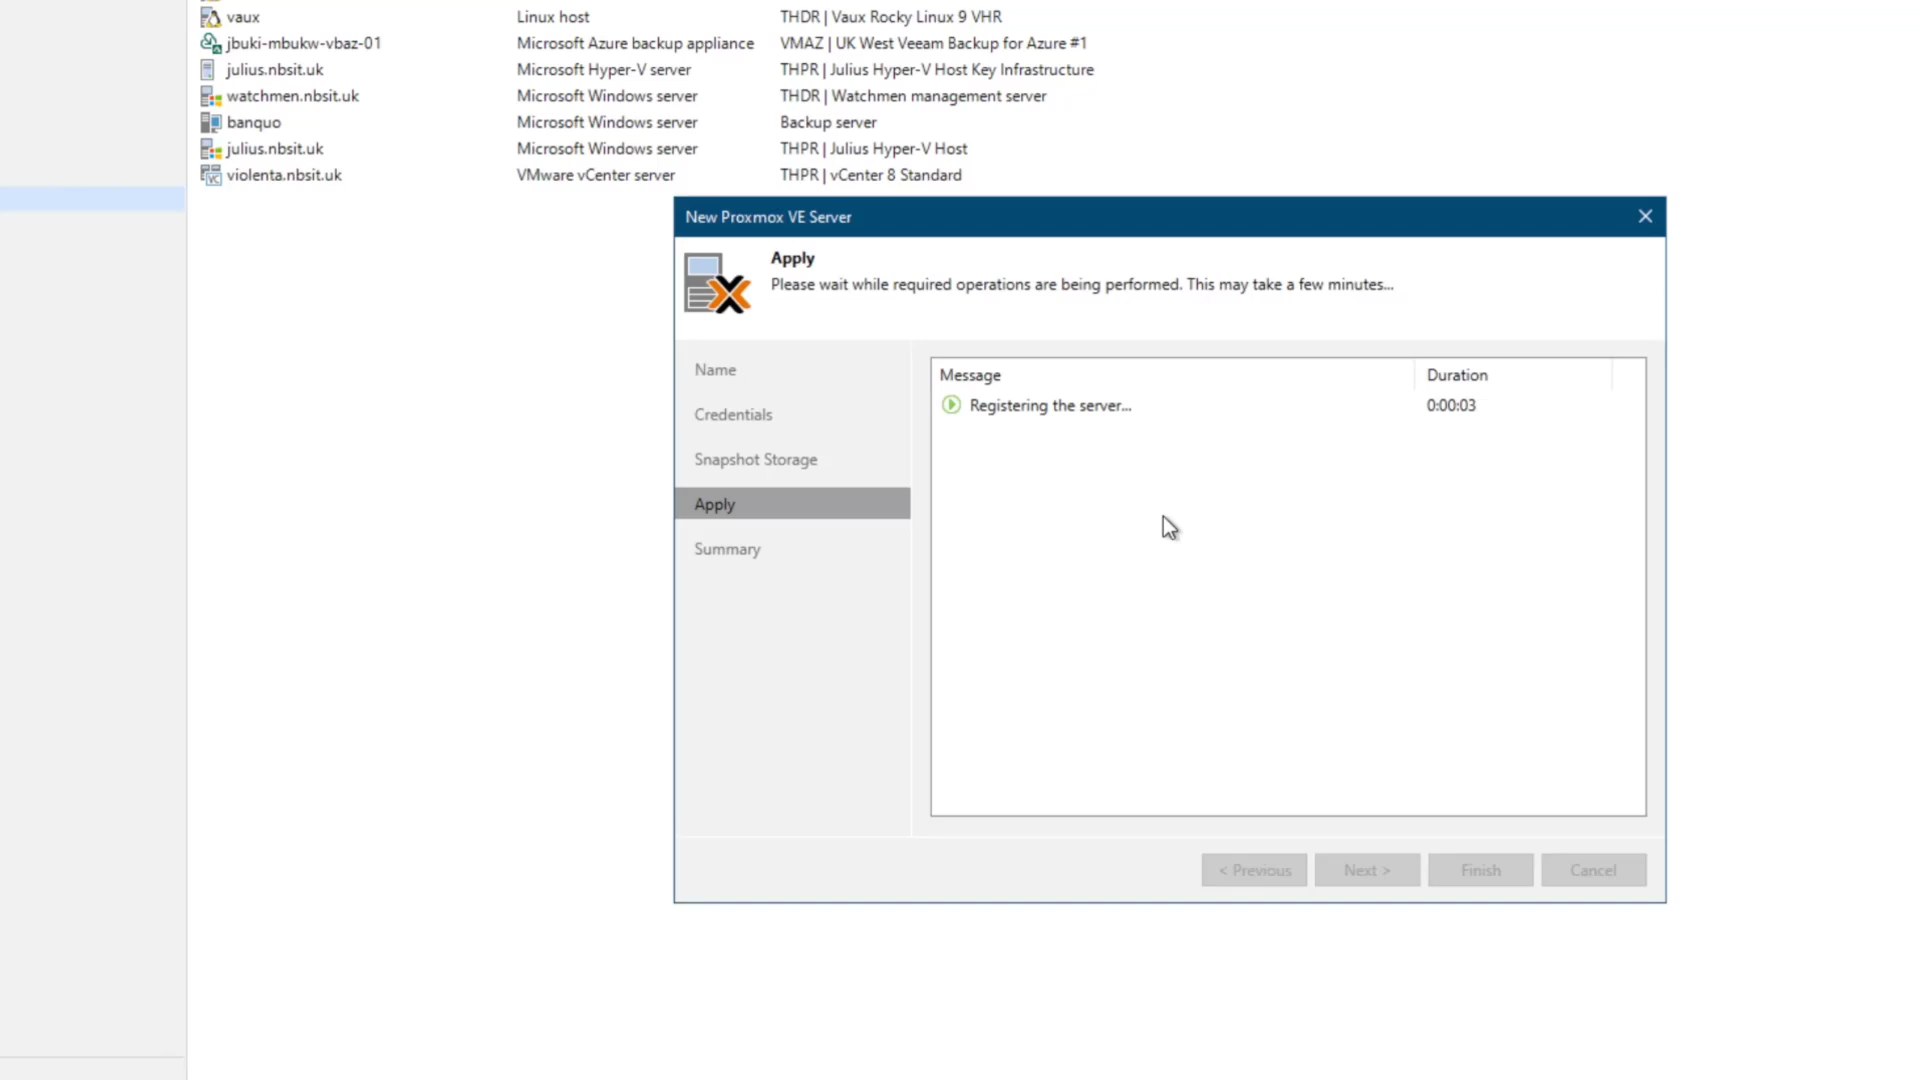 vaux Linux host THDR | Vaux Rocky Linux 9 VHR
jbuki-mbukw-vbaz-01 Microsoft Azure backup appliance VMAZ | UK West Veeam Backup for Azure #1
julius.nbsit.uk Microsoft Hyper-V server THPR | Julius Hyper-V Host Key Infrastructure
watchmen.nbsit.uk Microsoft Windows server THDR | Watchmen management server
banquo Microsoft Windows server Backup server
julius.nbsit.uk Microsoft Windows server THPR | Julius Hyper-V Host
violenta.nbsit.uk VMware vCenter server THPR | vCenter 8 Standard
New Proxmox VE Server
Apply
Please wait while required operations are being performed. This may take a few minutes...
Name
Credentials
Snapshot Storage
Apply
Summary
Message Duration
Registering the server... 0:00:03
< Previous Next > Finish Cancel